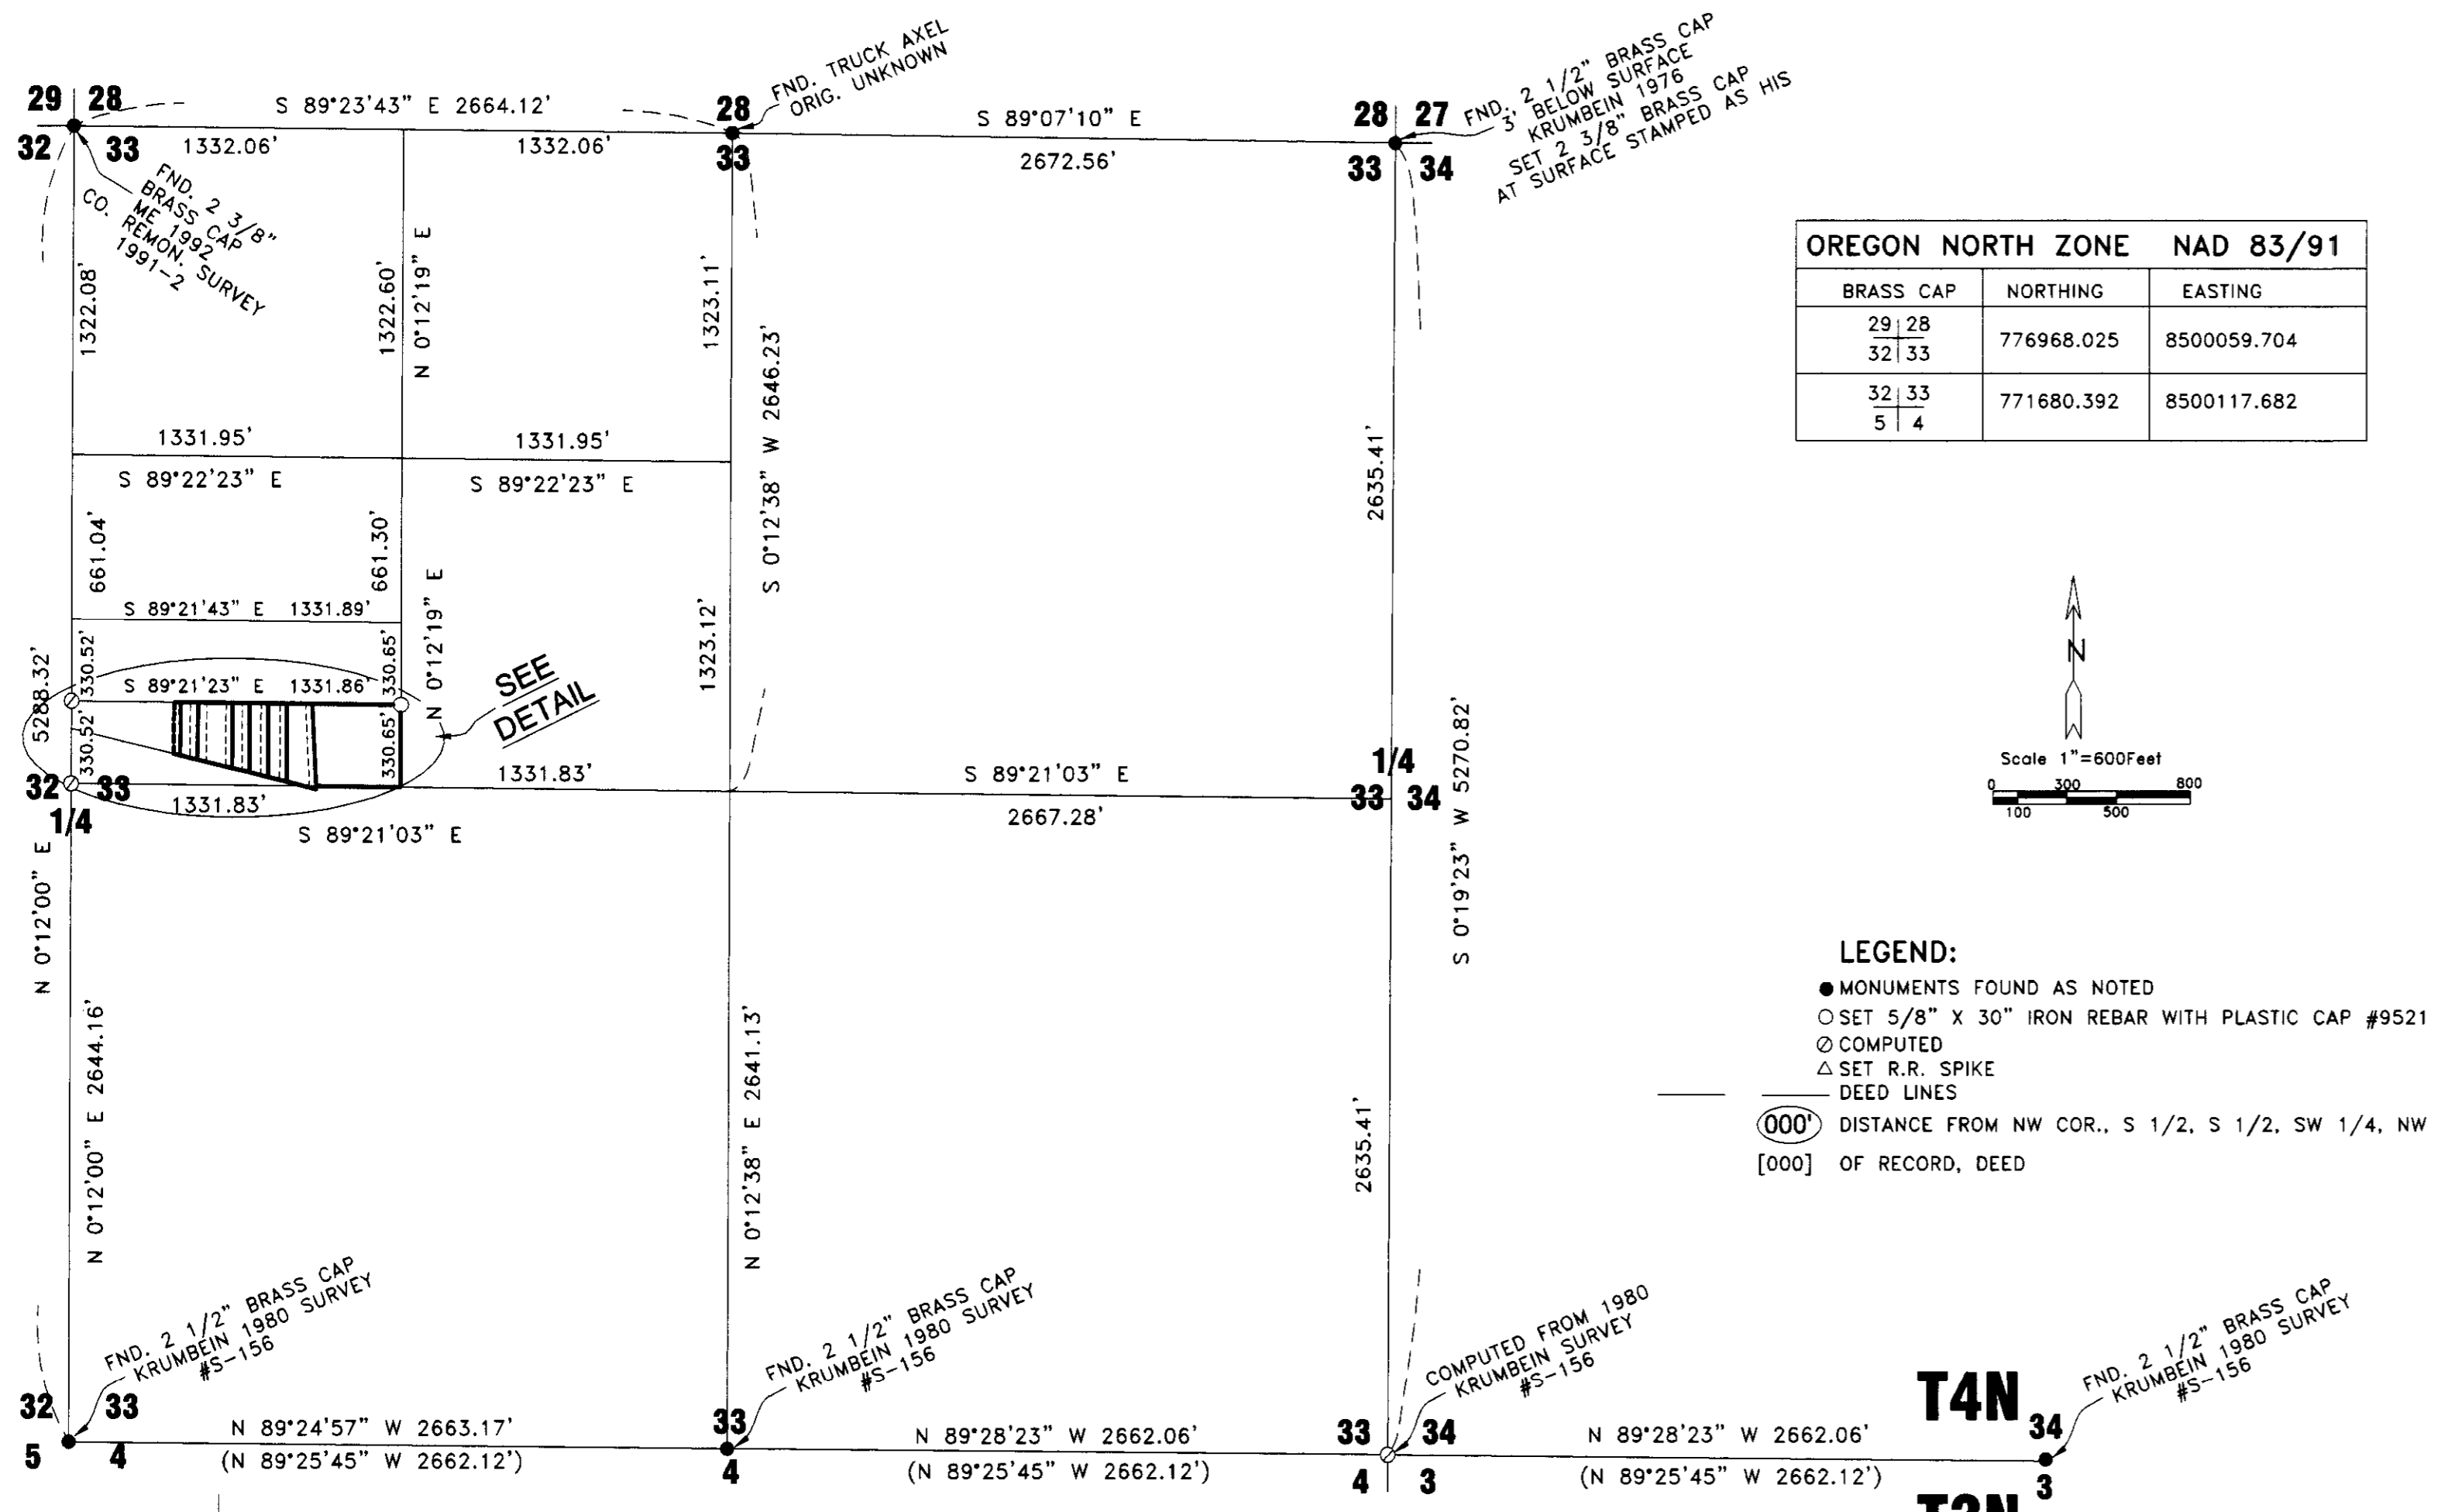 FND. TRUCK AXEL
ORIG. UNKNOWN
FND. 2 1/2" BRASS CAP
3' BELOW SURFACE
KRUMBEIN 1976
SET 2 3/8" BRASS CAP
AT SURFACE STAMPED AS HIS
29 28
32 33
S 89°23'43" E 2664.12'
1332.06'
1332.06'
28
33
S 89°07'10" E
2672.56'
28 27
33 34
FND. 2 3/8"
BRASS CAP
ME 1992
CO. REMON. SURVEY
1991-2
1322.08'
1322.60'
N 0°12'19" E
1323.11'
S 0°12'38" W 2646.23'
2635.41'
OREGON NORTH ZONE NAD 83/91
BRASS CAP NORTHING EASTING
29 28
32 33
776968.025 8500059.704
32 33
5 4
771680.392 8500117.682
1331.95'
1331.95'
S 89°22'23" E
S 89°22'23" E
661.04'
661.30'
N 0°12'19" E
1323.12'
S 89°21'43" E 1331.89'
330.52'
330.65'
5288.32'
S 89°21'23" E 1331.86'
330.52'
330.65'
SEE
DETAIL
32 33
1/4
1331.83'
S 89°21'03" E
1331.83'
S 89°21'03" E
2667.28'
1/4
33 34
S 0°19'23" W 5270.82'
N
Scale 1"=600Feet
0 300 800
100 500
N 0°12'00" E
N 0°12'00" E 2644.16'
N 0°12'38" E 2641.13'
2635.41'
LEGEND:
MONUMENTS FOUND AS NOTED
SET 5/8" X 30" IRON REBAR WITH PLASTIC CAP #9521
COMPUTED
SET R.R. SPIKE
DEED LINES
000' DISTANCE FROM NW COR., S 1/2, S 1/2, SW 1/4, NW
[000] OF RECORD, DEED
FND. 2 1/2" BRASS CAP
KRUMBEIN 1980 SURVEY
#S-156
FND. 2 1/2" BRASS CAP
KRUMBEIN 1980 SURVEY
#S-156
COMPUTED FROM 1980
KRUMBEIN SURVEY
#S-156
FND. 2 1/2" BRASS CAP
KRUMBEIN 1980 SURVEY
#S-156
32 33
5 4
N 89°24'57" W 2663.17'
(N 89°25'45" W 2662.12')
33
4
N 89°28'23" W 2662.06'
(N 89°25'45" W 2662.12')
33 34
4 3
N 89°28'23" W 2662.06'
(N 89°25'45" W 2662.12')
T4N
34
3